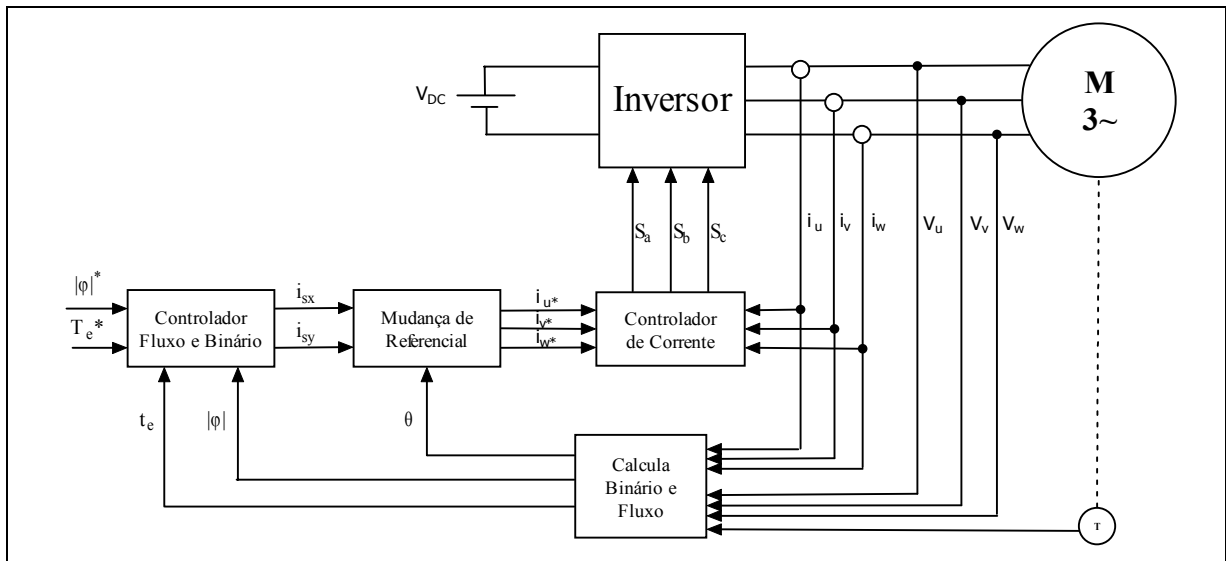 V_DC
Inversor
M
3~
S_a
S_b
S_c
i_u
i_v
i_w
V_u
V_v
V_w
|φ|*
T_e*
Controlador
Fluxo e Binário
i_sx
i_sy
Mudança de
Referencial
i_u*
i_v*
i_w*
Controlador
de Corrente
t_e
|φ|
θ
Calcula
Binário e
Fluxo
T